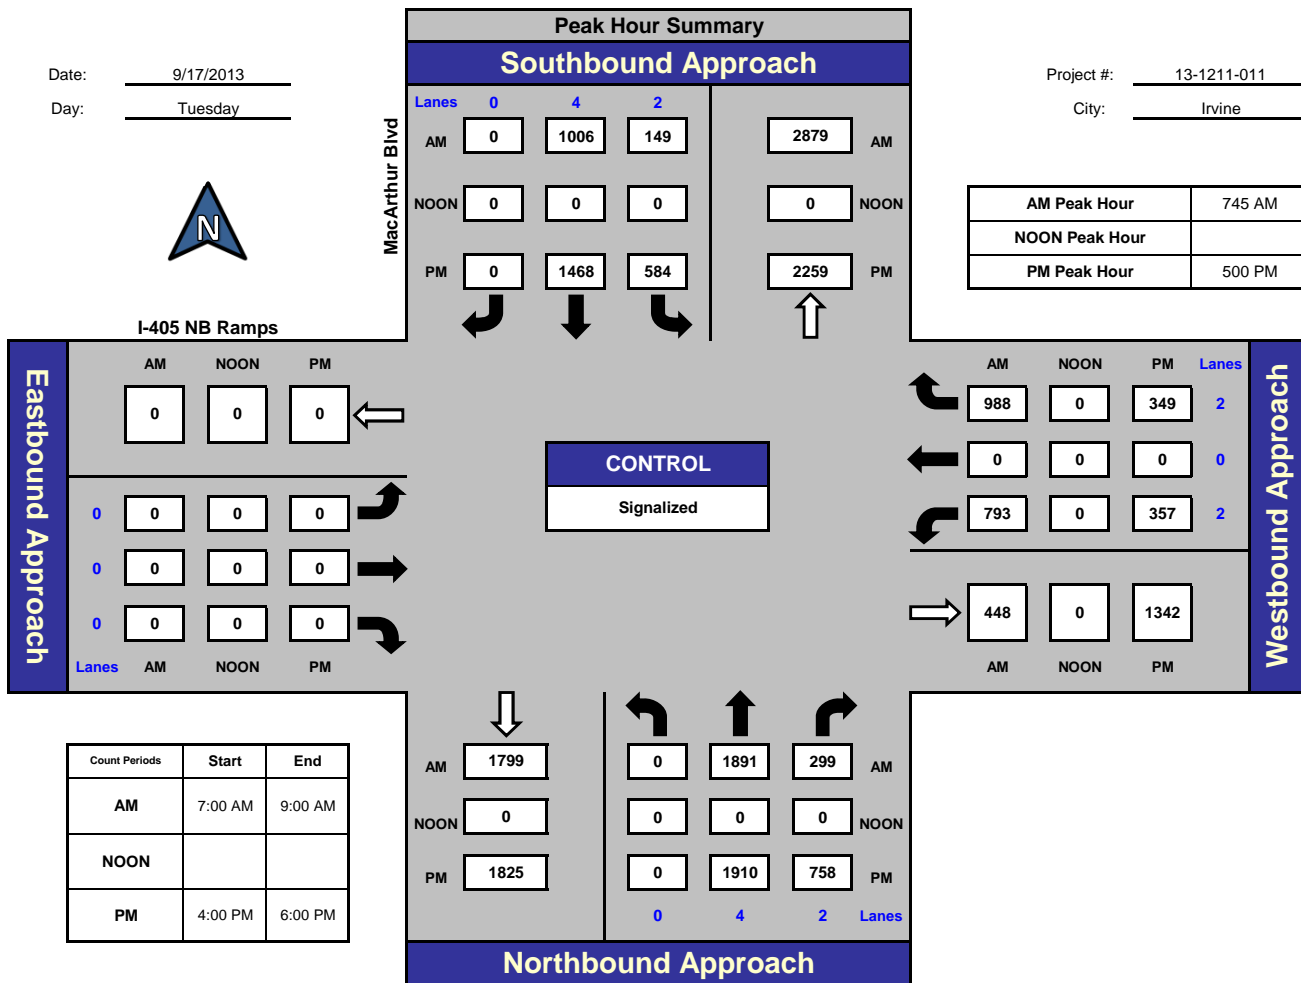 Peak Hour Summary
Southbound Approach
Date: 9/17/2013
Project #: 13-1211-011
Day: Tuesday
City: Irvine
MacArthur Blvd
Lanes 0 4 2
AM 0 1006 149 2879 AM
NOON 0 0 0 0 NOON
PM 0 1468 584 2259 PM
N
AM Peak Hour 745 AM
NOON Peak Hour
PM Peak Hour 500 PM
I-405 NB Ramps
Eastbound Approach
AM NOON PM
0 0 0
0 0 0 0
0 0 0 0
0 0 0 0
Lanes AM NOON PM
CONTROL
Signalized
AM NOON PM Lanes
988 0 349 2
0 0 0 0
793 0 357 2
448 0 1342
AM NOON PM
Westbound Approach
Count Periods Start End
AM 7:00 AM 9:00 AM
NOON
PM 4:00 PM 6:00 PM
AM 1799 0 1891 299 AM
NOON 0 0 0 0 NOON
PM 1825 0 1910 758 PM
0 4 2 Lanes
Northbound Approach